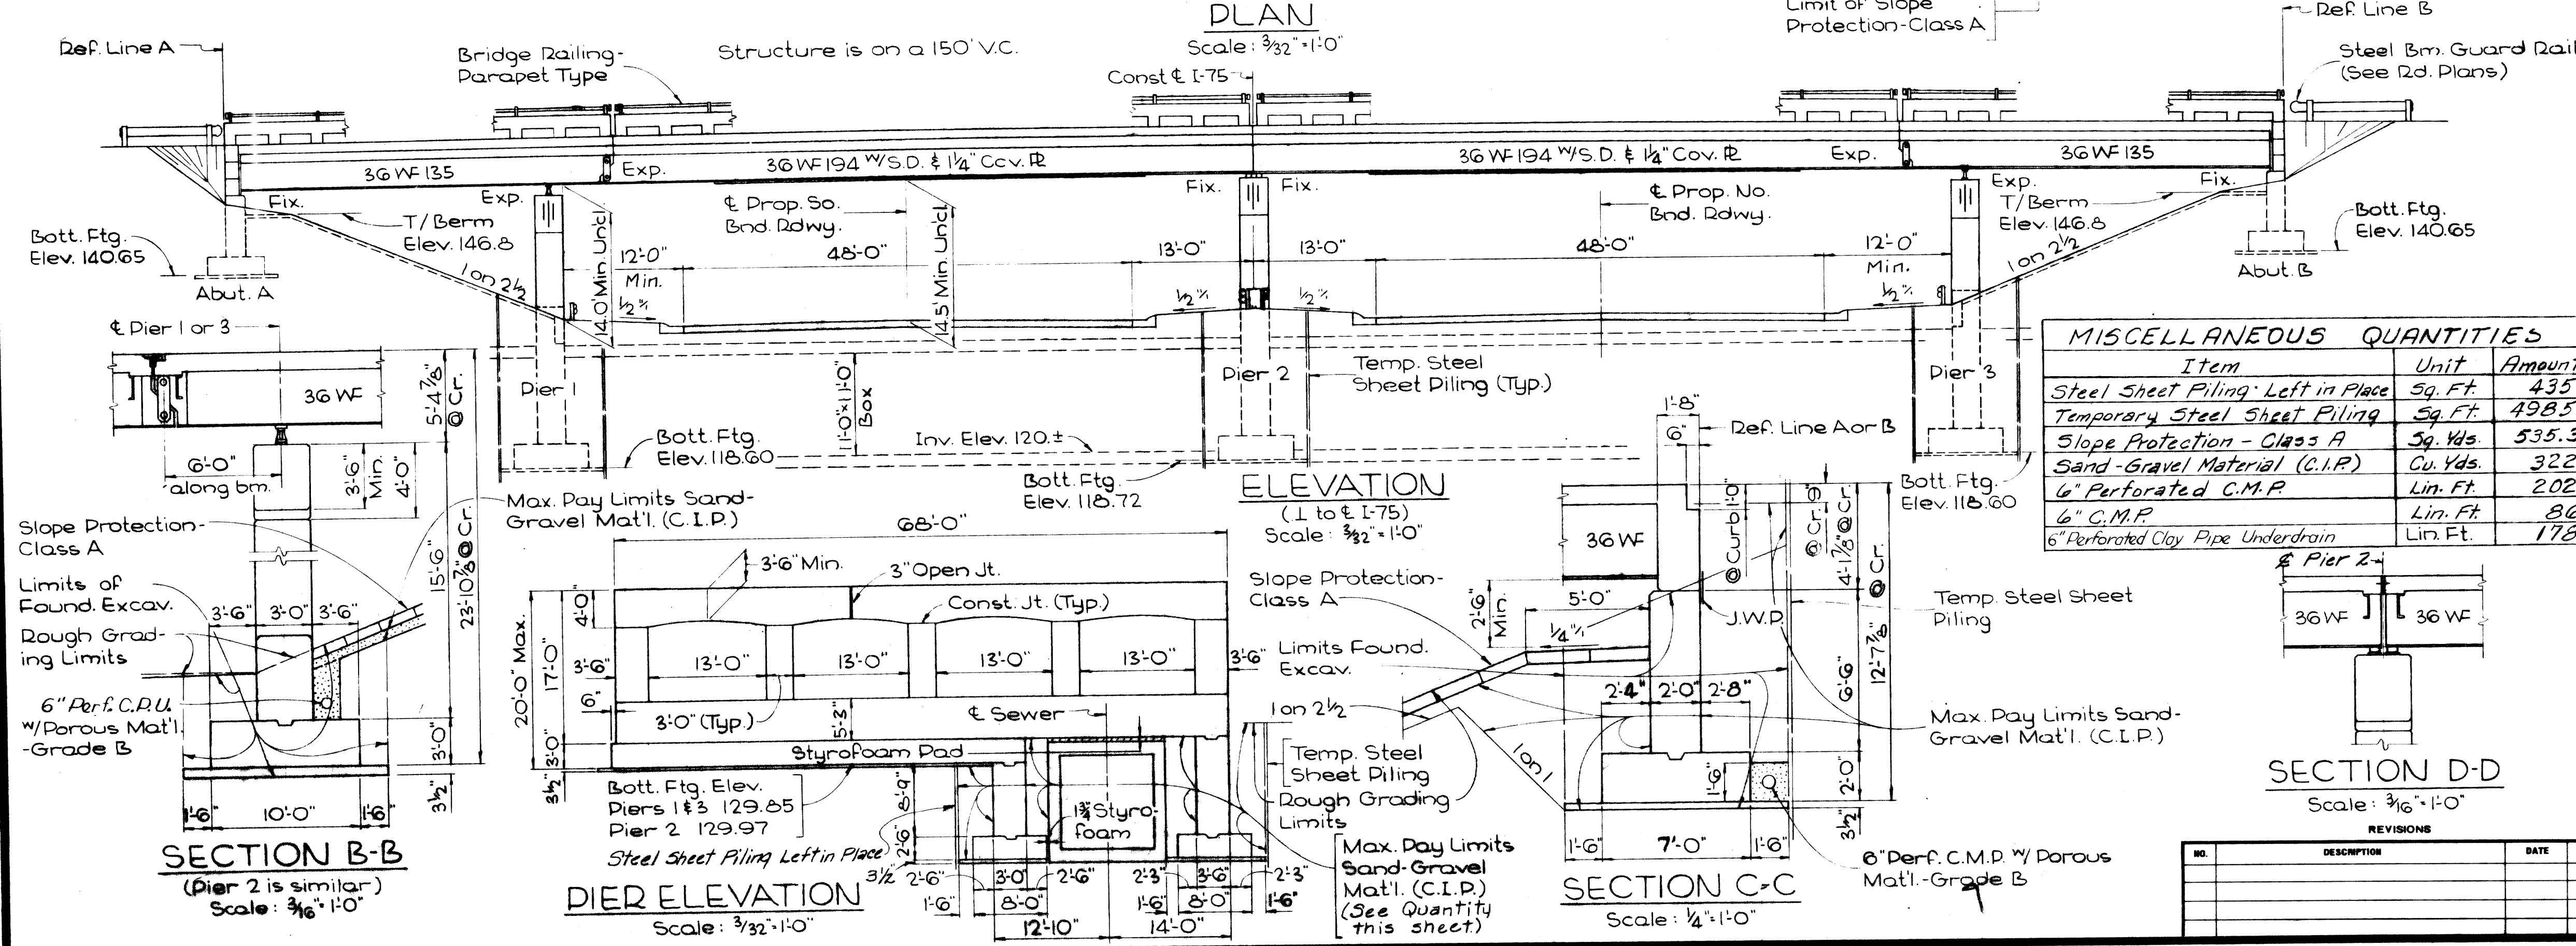 PLAN
Scale: 3/32"=1'-0"
Limit of Slope
Protection-Class A
Ref. Line B
Ref. Line A
Bridge Railing-
Parapet Type
Structure is on a 150' V.C.
Const ℄ I-75
Steel Bm. Guard Rail
(See Rd. Plans)
36 WF 135
Exp.
36 WF 194 W/S.D. & 1¼" Cov. ℞
36 WF 194 W/S.D. & 1¼" Cov. ℞
Exp.
36 WF 135
Fix.
Exp.
Fix.
Fix.
Exp.
Fix.
T/Berm
Elev. 146.8
℄ Prop. So.
Bnd. Rdwy.
℄ Prop. No.
Bnd. Rdwy.
T/Berm
Elev. 146.8
Bott. Ftg.
Elev. 140.65
Abut. A
1 on 2½
14.0' Min. Uncl.
12'-0"
Min.
48'-0"
14.5' Min. Uncl.
13'-0"
13'-0"
48'-0"
12'-0"
Min.
1 on 2½
Bott. Ftg.
Elev. 140.65
Abut. B
½"/'
½"/'
½"/'
½"/'
Pier 1
11'-0"x11'-0"
Box
Pier 2
Temp. Steel
Sheet Piling (Typ.)
Pier 3
Bott. Ftg.
Elev. 118.60
Inv. Elev. 120.±
Bott. Ftg.
Elev. 118.72
Bott. Ftg.
Elev. 118.60
ELEVATION
(⊥ to ℄ I-75)
Scale: 3/32"=1'-0"
MISCELLANEOUS QUANTITIES
Item Unit Amount
Steel Sheet Piling-Left in Place Sq. Ft. 435
Temporary Steel Sheet Piling Sq. Ft. 4985
Slope Protection - Class A Sq. Yds. 535.3
Sand-Gravel Material (C.I.P.) Cu. Yds. 322
6" Perforated C.M.P. Lin. Ft. 202
6" C.M.P. Lin. Ft. 86
6" Perforated Clay Pipe Underdrain Lin. Ft. 178
℄ Pier 1 or 3
36 WF
5'-4⅞"
@ Cr.
6'-0"
along bm.
3'-6"
Min.
4'-0"
Max. Pay Limits Sand-
Gravel Mat'l. (C.I.P.)
Slope Protection-
Class A
Limits of
Found. Excav.
Rough Grad-
ing Limits
3'-6"
3'-0"
3'-6"
15'-6"
23'-10⅞" @ Cr.
6" Perf. C.P.U.
w/Porous Mat'l.
-Grade B
3'-0"
3½"
1'-6"
10'-0"
1'-6"
SECTION B-B
(Pier 2 is similar)
Scale: 3/16"=1'-0"
68'-0"
3'-6" Min.
3" Open Jt.
Const. Jt. (Typ.)
4'-0"
20'-0" Max.
17'-0"
3'-6"
13'-0"
13'-0"
13'-0"
13'-0"
3'-6"
6"
3'-0" (Typ.)
5'-3"
℄ Sewer
3'-0"
3½"
Styrofoam Pad
Bott. Ftg. Elev.
Piers 1 & 3 129.85
Pier 2 129.97
Steel Sheet Piling Left in Place
8'-9"
2'-6"
3½"
1¾" Styro-
foam
Temp. Steel
Sheet Piling
Rough Grading
Limits
Max. Pay Limits
Sand-Gravel
Mat'l. (C.I.P.)
(See Quantity
this sheet.)
2'-6"
3'-0"
2'-6"
2'-3"
3'-6"
2'-3"
1'-6"
8'-0"
1'-6"
8'-0"
1'-6"
12'-10"
14'-0"
PIER ELEVATION
Scale: 3/32"=1'-0"
1'-8"
6"
Ref. Line A or B
36 WF
@ Curb 1'-0"
@ Cr. 9"
4'-1⅞" @ Cr.
Slope Protection-
Class A
2'-6"
Min.
5'-0"
¼"/'
J.W.P.
Temp. Steel Sheet
Piling
Limits Found.
Excav.
2'-4"
2'-0"
2'-8"
6'-6"
12'-7⅞" @ Cr.
1 on 2½
1 on 1
Max. Pay Limits Sand-
Gravel Mat'l. (C.I.P.)
1'-6"
2'-0"
3½"
1'-6"
7'-0"
1'-6"
6" Perf. C.M.P. w/ Porous
Mat'l.-Grade B
SECTION C-C
Scale: ¼"=1'-0"
℄ Pier 2
36 WF
36 WF
SECTION D-D
Scale: 3/16"=1'-0"
REVISIONS
NO. DESCRIPTION DATE